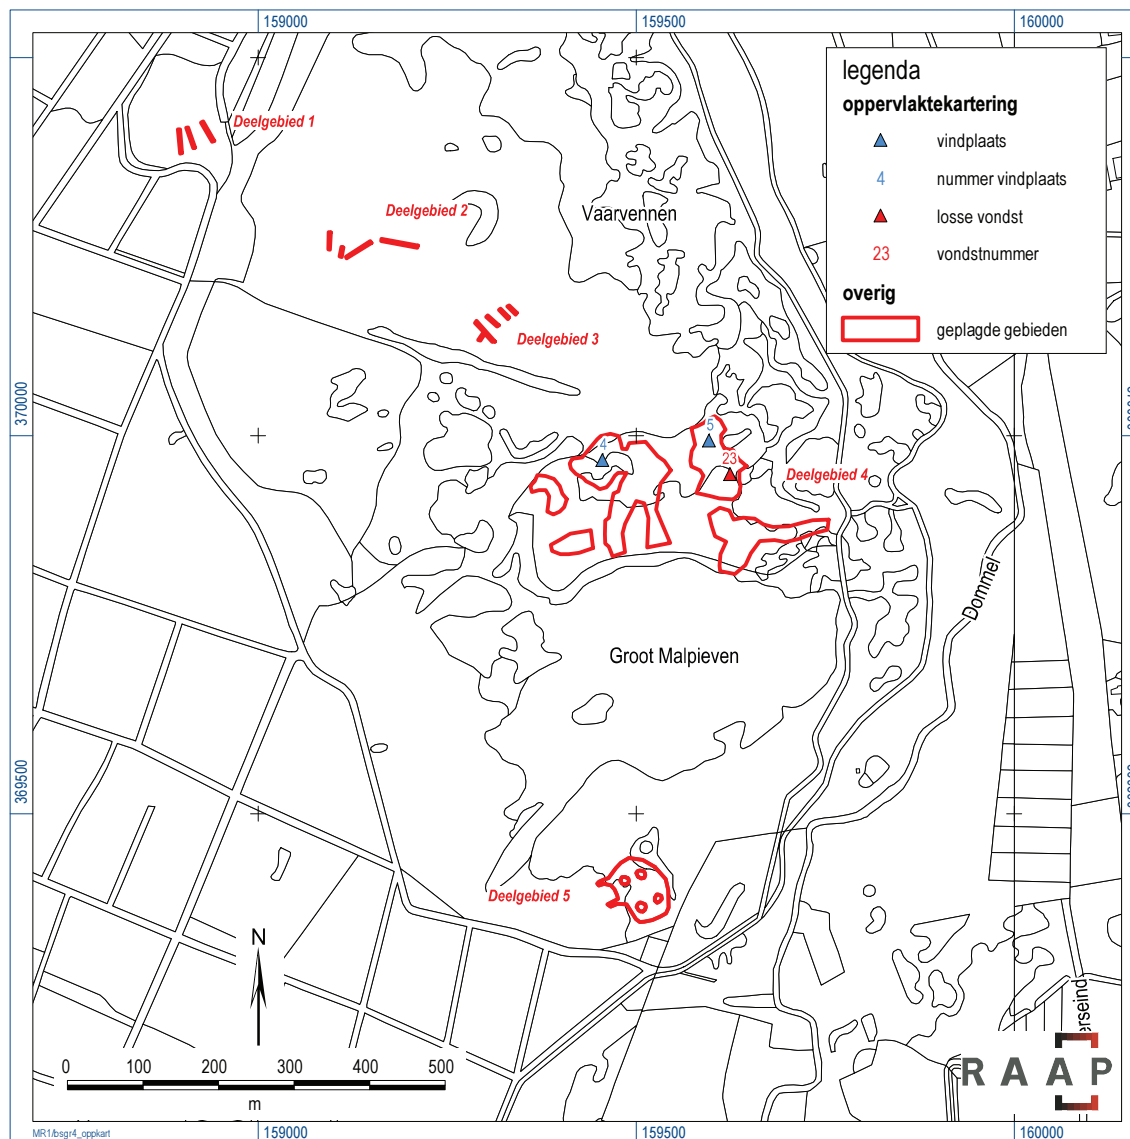 159000
159500
160000
legenda
oppervlaktekartering
vindplaats
4
nummer vindplaats
losse vondst
23
vondstnummer
overig
geplagde gebieden
Deelgebied 1
Deelgebied 2
Vaarvennen
Deelgebied 3
370000
5
4
23
Deelgebied 4
Dommel
Groot Malpieven
369500
Deelgebied 5
N
erseind
0 100 200 300 400 500
m
RAAP
MR1/bsgr4_oppkart
159000
159500
160000